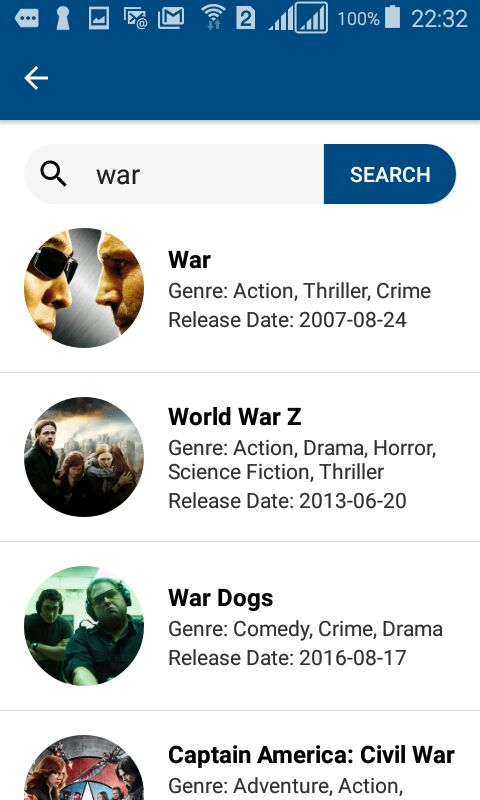 2 100% 22:32
war SEARCH
War
Genre: Action, Thriller, Crime
Release Date: 2007-08-24
World War Z
Genre: Action, Drama, Horror,
Science Fiction, Thriller
Release Date: 2013-06-20
War Dogs
Genre: Comedy, Crime, Drama
Release Date: 2016-08-17
Captain America: Civil War
Genre: Adventure, Action,